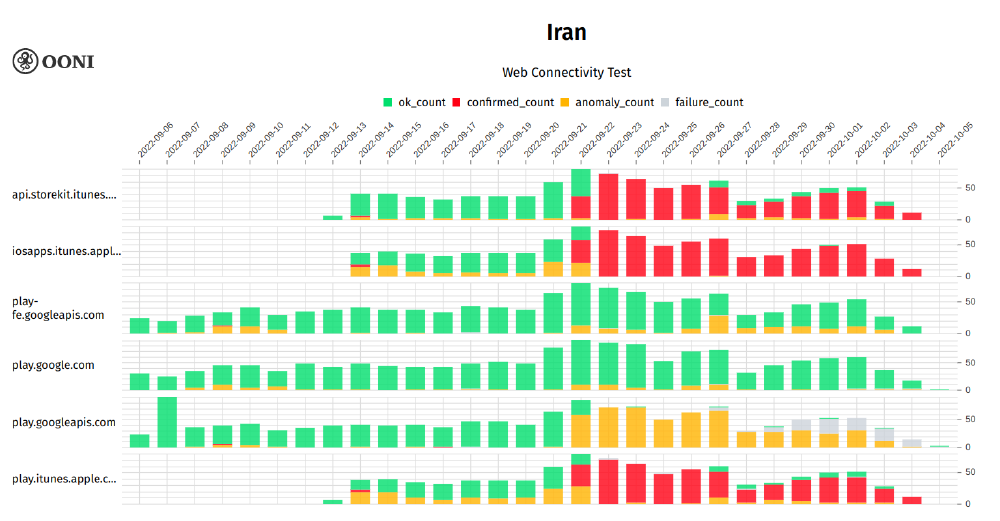 Iran
OONI
Web Connectivity Test
ok_count confirmed_count anomaly_count failure_count
2022-09-06 2022-09-07 2022-09-08 2022-09-09 2022-09-10 2022-09-11 2022-09-12 2022-09-13 2022-09-14 2022-09-15 2022-09-16 2022-09-17 2022-09-18 2022-09-19 2022-09-20 2022-09-21 2022-09-22 2022-09-23 2022-09-24 2022-09-25 2022-09-26 2022-09-27 2022-09-28 2022-09-29 2022-09-30 2022-10-01 2022-10-02 2022-10-03 2022-10-04 2022-10-05
api.storekit.itunes....
50
0
iosapps.itunes.appl...
50
0
play-
fe.googleapis.com
50
0
play.google.com
50
0
play.googleapis.com
50
0
play.itunes.apple.c...
50
0